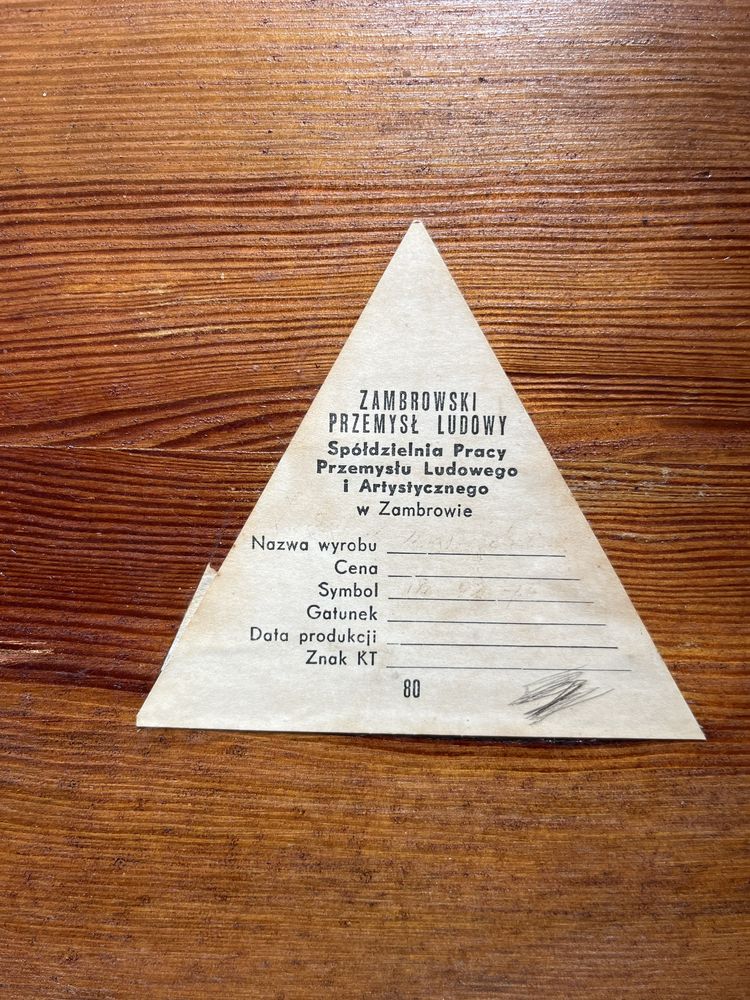 ZAMBROWSKI
PRZEMYSŁ LUDOWY
Spółdzielnia Pracy
Przemysłu Ludowego
i Artystycznego
w Zambrowie
Nazwa wyrobu
Cena
Symbol
Gatunek
Data produkcji
Znak KT
80